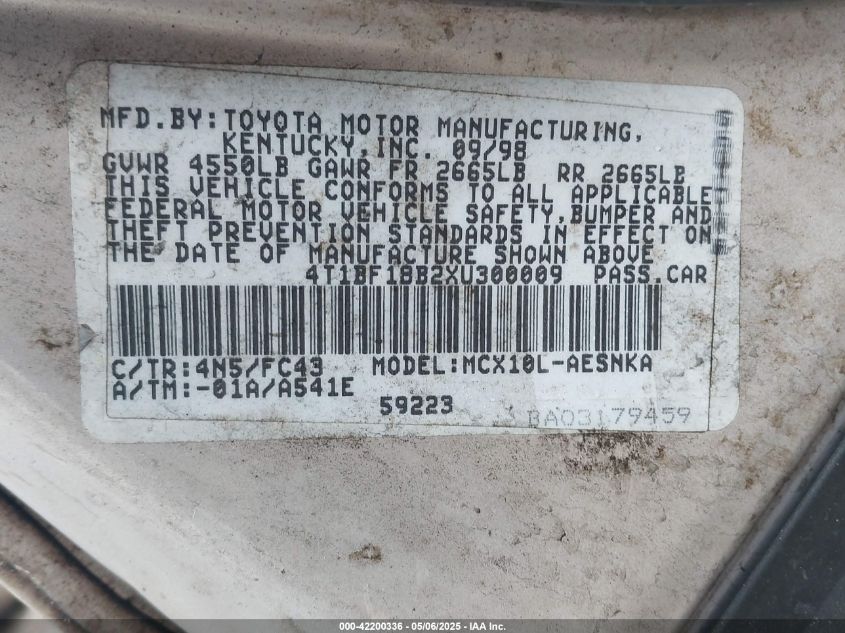 MFD.BY:TOYOTA MOTOR MANUFACTURING,
KENTUCKY,INC. 09/98
GVWR 4550LB GAWR FR 2665LB RR 2665LB
THIS VEHICLE CONFORMS TO ALL APPLICABLE
FEDERAL MOTOR VEHICLE SAFETY,BUMPER AND
THEFT PREVENTION STANDARDS IN EFFECT ON
THE DATE OF MANUFACTURE SHOWN ABOVE
4T1BF18B2XU300009 PASS.CAR
C/TR:4N5/FC43 MODEL:MCX10L-AESNKA
A/TM:-01A/A541E
59223
BA03179459
000-42200336 - 05/06/2025 - IAA Inc.